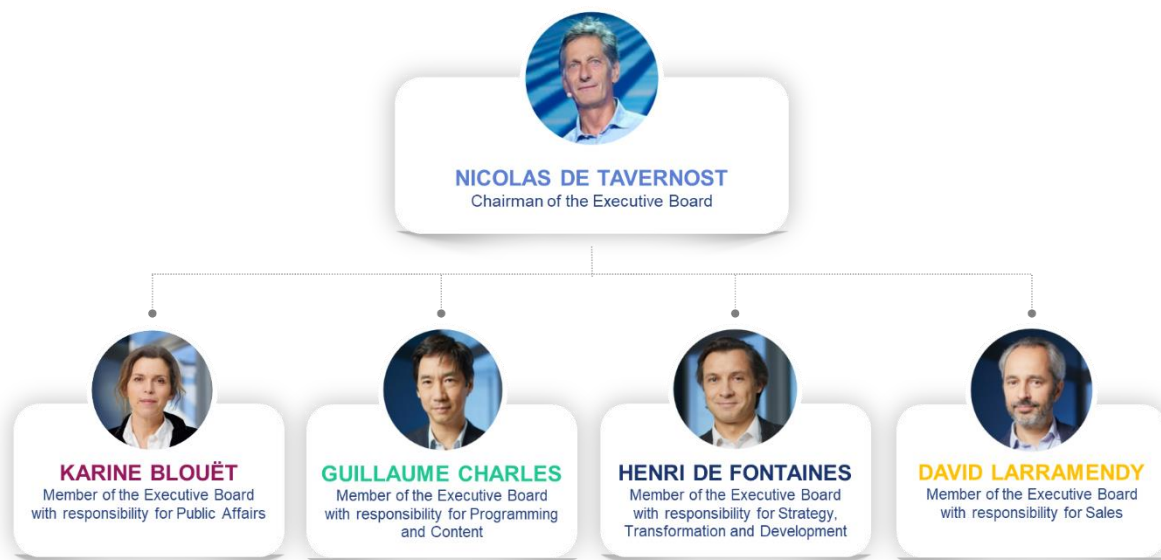 NICOLAS DE TAVERNOST
Chairman of the Executive Board
KARINE BLOUËT
Member of the Executive Board
with responsibility for Public Affairs
GUILLAUME CHARLES
Member of the Executive Board
with responsibility for Programming
and Content
HENRI DE FONTAINES
Member of the Executive Board
with responsibility for Strategy,
Transformation and Development
DAVID LARRAMENDY
Member of the Executive Board
with responsibility for Sales